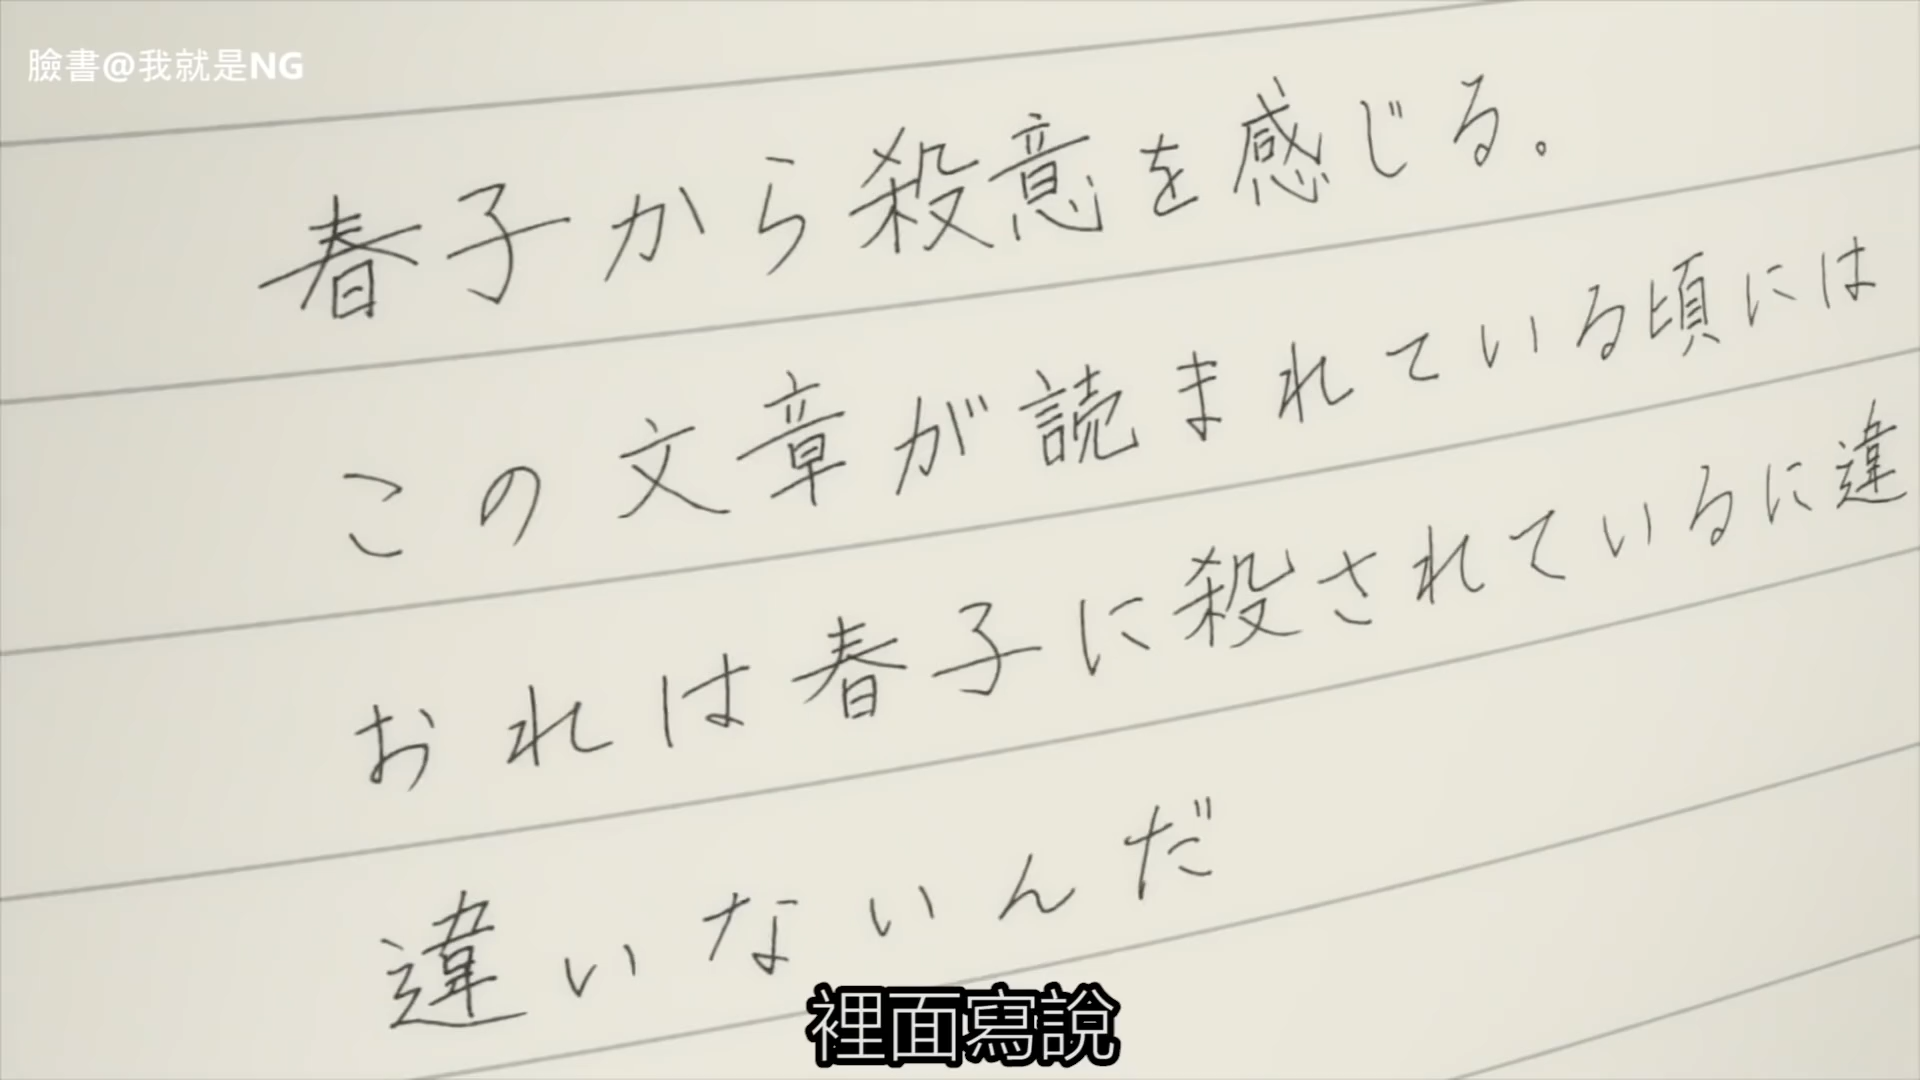 臉書@我就是NG
春子から殺意を感じる。
この文章が読まれている頃には
おれは春子に殺されているに違
違いないんだ
裡面寫說